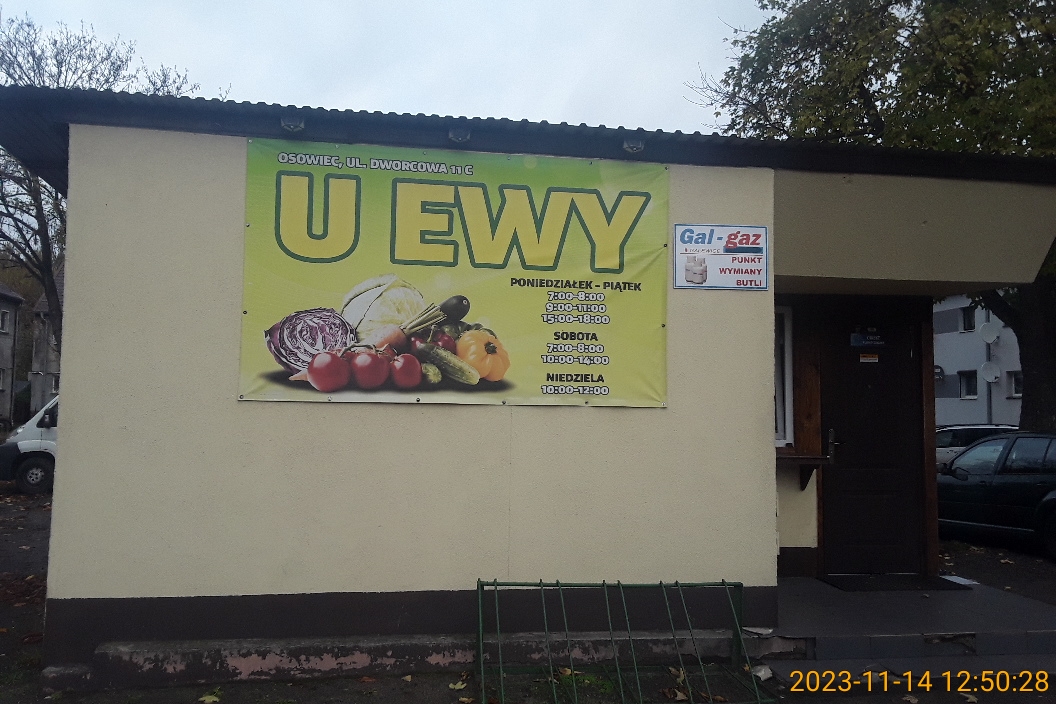 OSOWIEC, UL. DWORCOWA 11 C
U EWY
PONIEDZIAŁEK - PIĄTEK
7:00-8:00
9:00-11:00
15:00-18:00
SOBOTA
7:00-8:00
10:00-14:00
NIEDZIELA
10:00-12:00
Gal-gaz
PUNKT
WYMIANY
BUTLI
2023-11-14 12:50:28